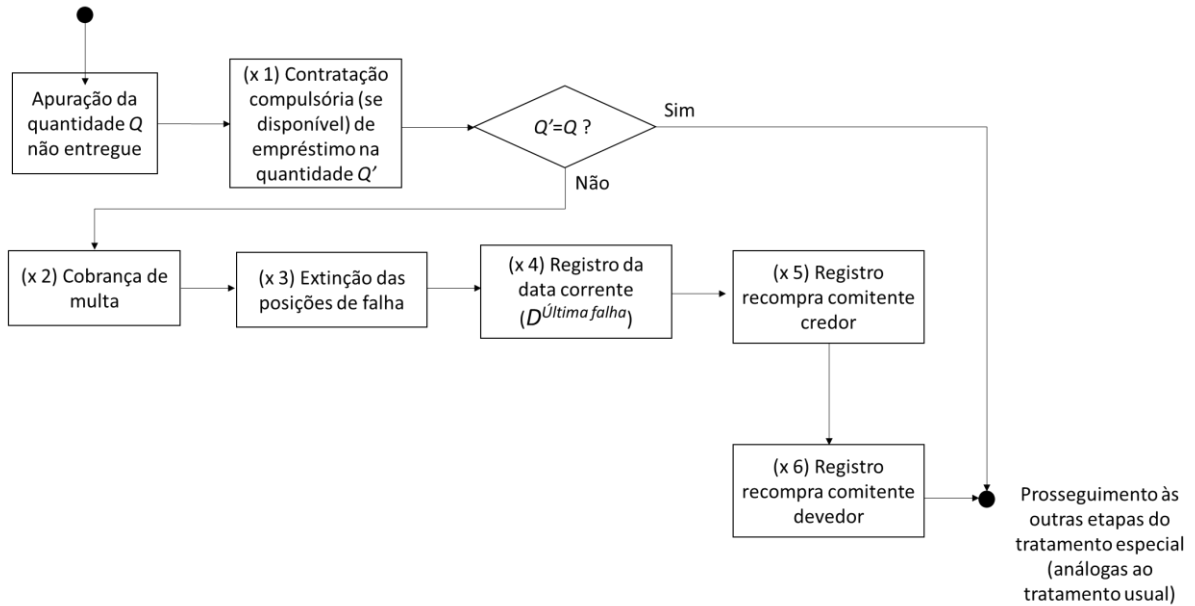 Apuração da
quantidade Q
não entregue
(x 1) Contratação
compulsória (se
disponível) de
empréstimo na
quantidade Q’
Q’=Q ?
Sim
Não
(x 2) Cobrança de
multa
(x 3) Extinção das
posições de falha
(x 4) Registro da
data corrente
(D^Última falha)
(x 5) Registro
recompra comitente
credor
(x 6) Registro
recompra comitente
devedor
Prosseguimento às
outras etapas do
tratamento especial
(análogas ao
tratamento usual)